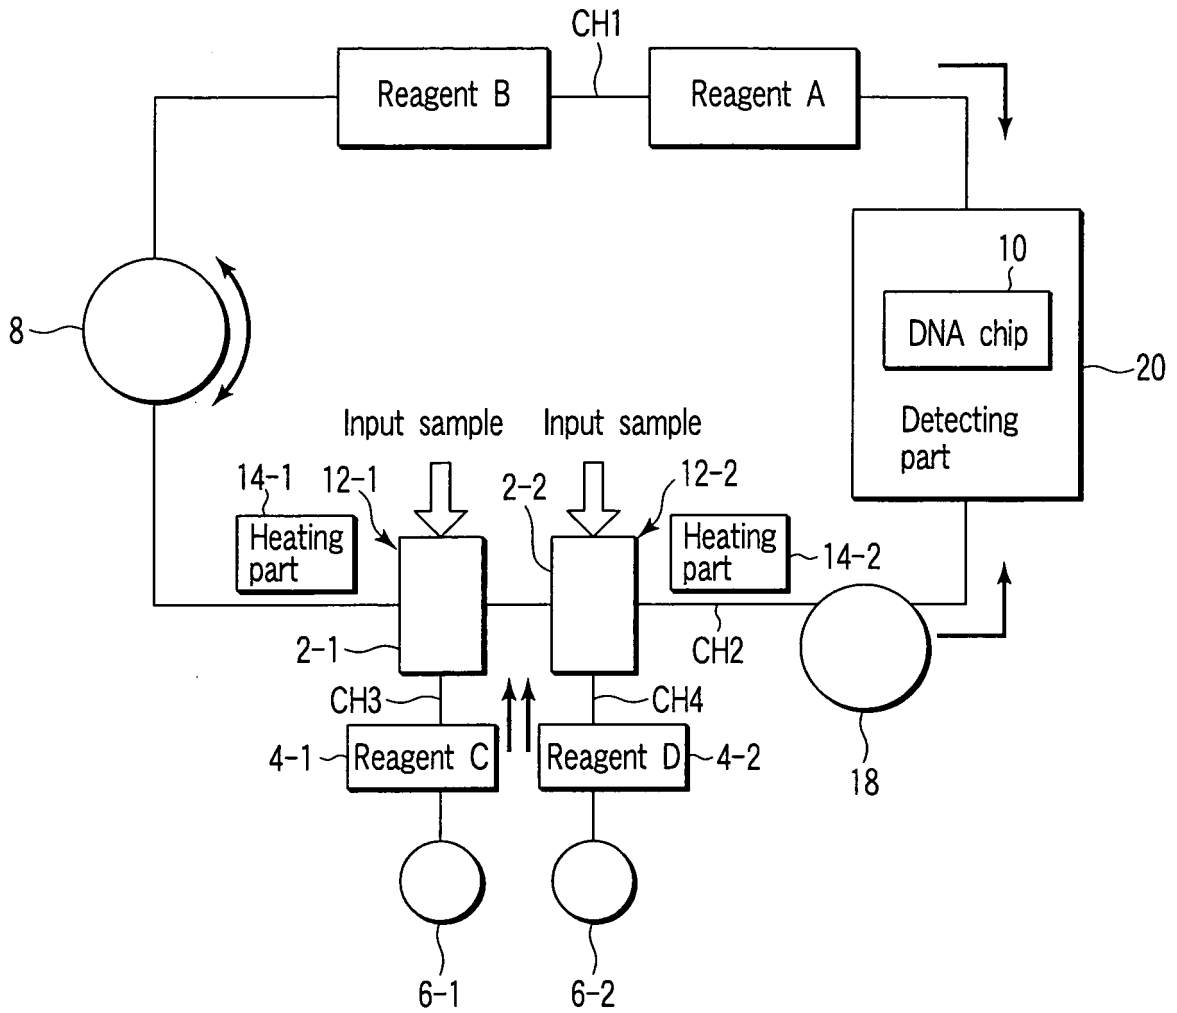 CH1
Reagent B
Reagent A
10
DNA chip
8
20
Detecting
part
Input sample
Input sample
14-1
12-1
2-2
12-2
Heating
part
Heating
part
14-2
2-1
CH2
CH3
CH4
4-1
Reagent C
Reagent D
4-2
18
6-1
6-2